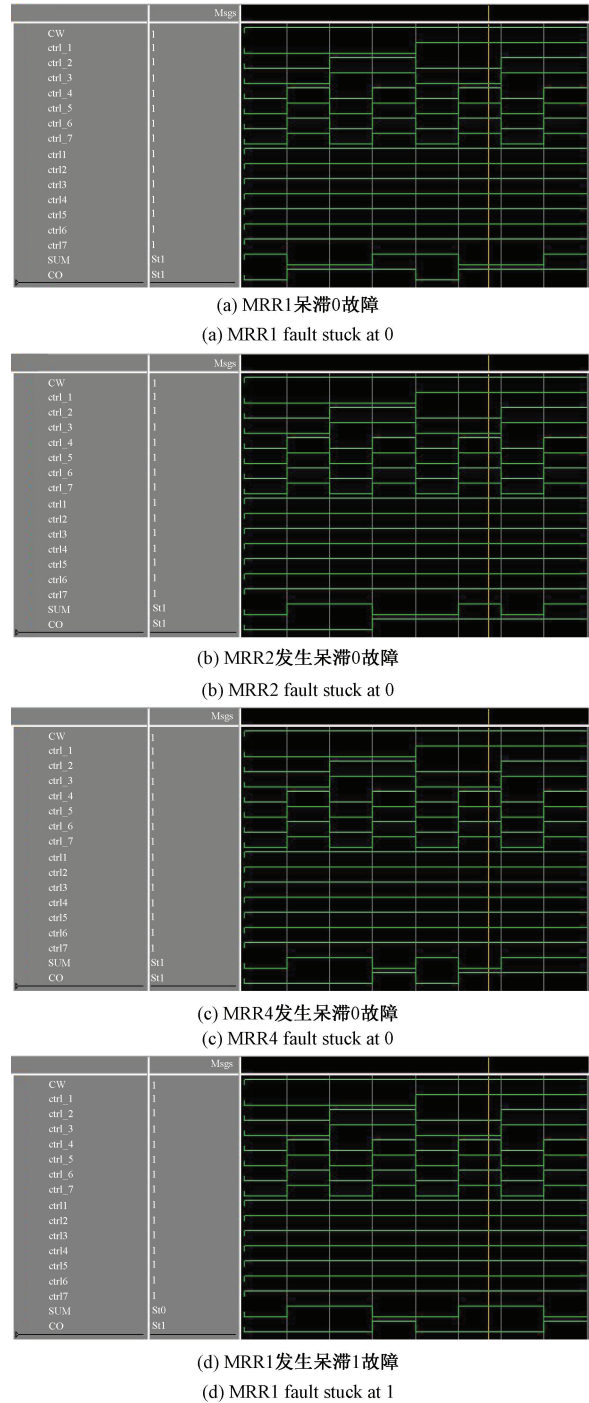 Msgs
CW 1
ctrl_1 1
ctrl_2 1
ctrl_3 1
ctrl_4 1
ctrl_5 1
ctrl_6 1
ctrl_7 1
ctrl1 1
ctrl2 1
ctrl3 1
ctrl4 1
ctrl5 1
ctrl6 1
ctrl7 1
SUM St1
CO St1
(a) MRR1呆滞0故障
(a) MRR1 fault stuck at 0
Msgs
CW 1
ctrl_1 1
ctrl_2 1
ctrl_3 1
ctrl_4 1
ctrl_5 1
ctrl_6 1
ctrl_7 1
ctrl1 1
ctrl2 1
ctrl3 1
ctrl4 1
ctrl5 1
ctrl6 1
ctrl7 1
SUM St1
CO St1
(b) MRR2发生呆滞0故障
(b) MRR2 fault stuck at 0
Msgs
CW 1
ctrl_1 1
ctrl_2 1
ctrl_3 1
ctrl_4 1
ctrl_5 1
ctrl_6 1
ctrl_7 1
ctrl1 1
ctrl2 1
ctrl3 1
ctrl4 1
ctrl5 1
ctrl6 1
ctrl7 1
SUM St1
CO St1
(c) MRR4发生呆滞0故障
(c) MRR4 fault stuck at 0
Msgs
CW 1
ctrl_1 1
ctrl_2 1
ctrl_3 1
ctrl_4 1
ctrl_5 1
ctrl_6 1
ctrl_7 1
ctrl1 1
ctrl2 1
ctrl3 1
ctrl4 1
ctrl5 1
ctrl6 1
ctrl7 1
SUM St0
CO St1
(d) MRR1发生呆滞1故障
(d) MRR1 fault stuck at 1